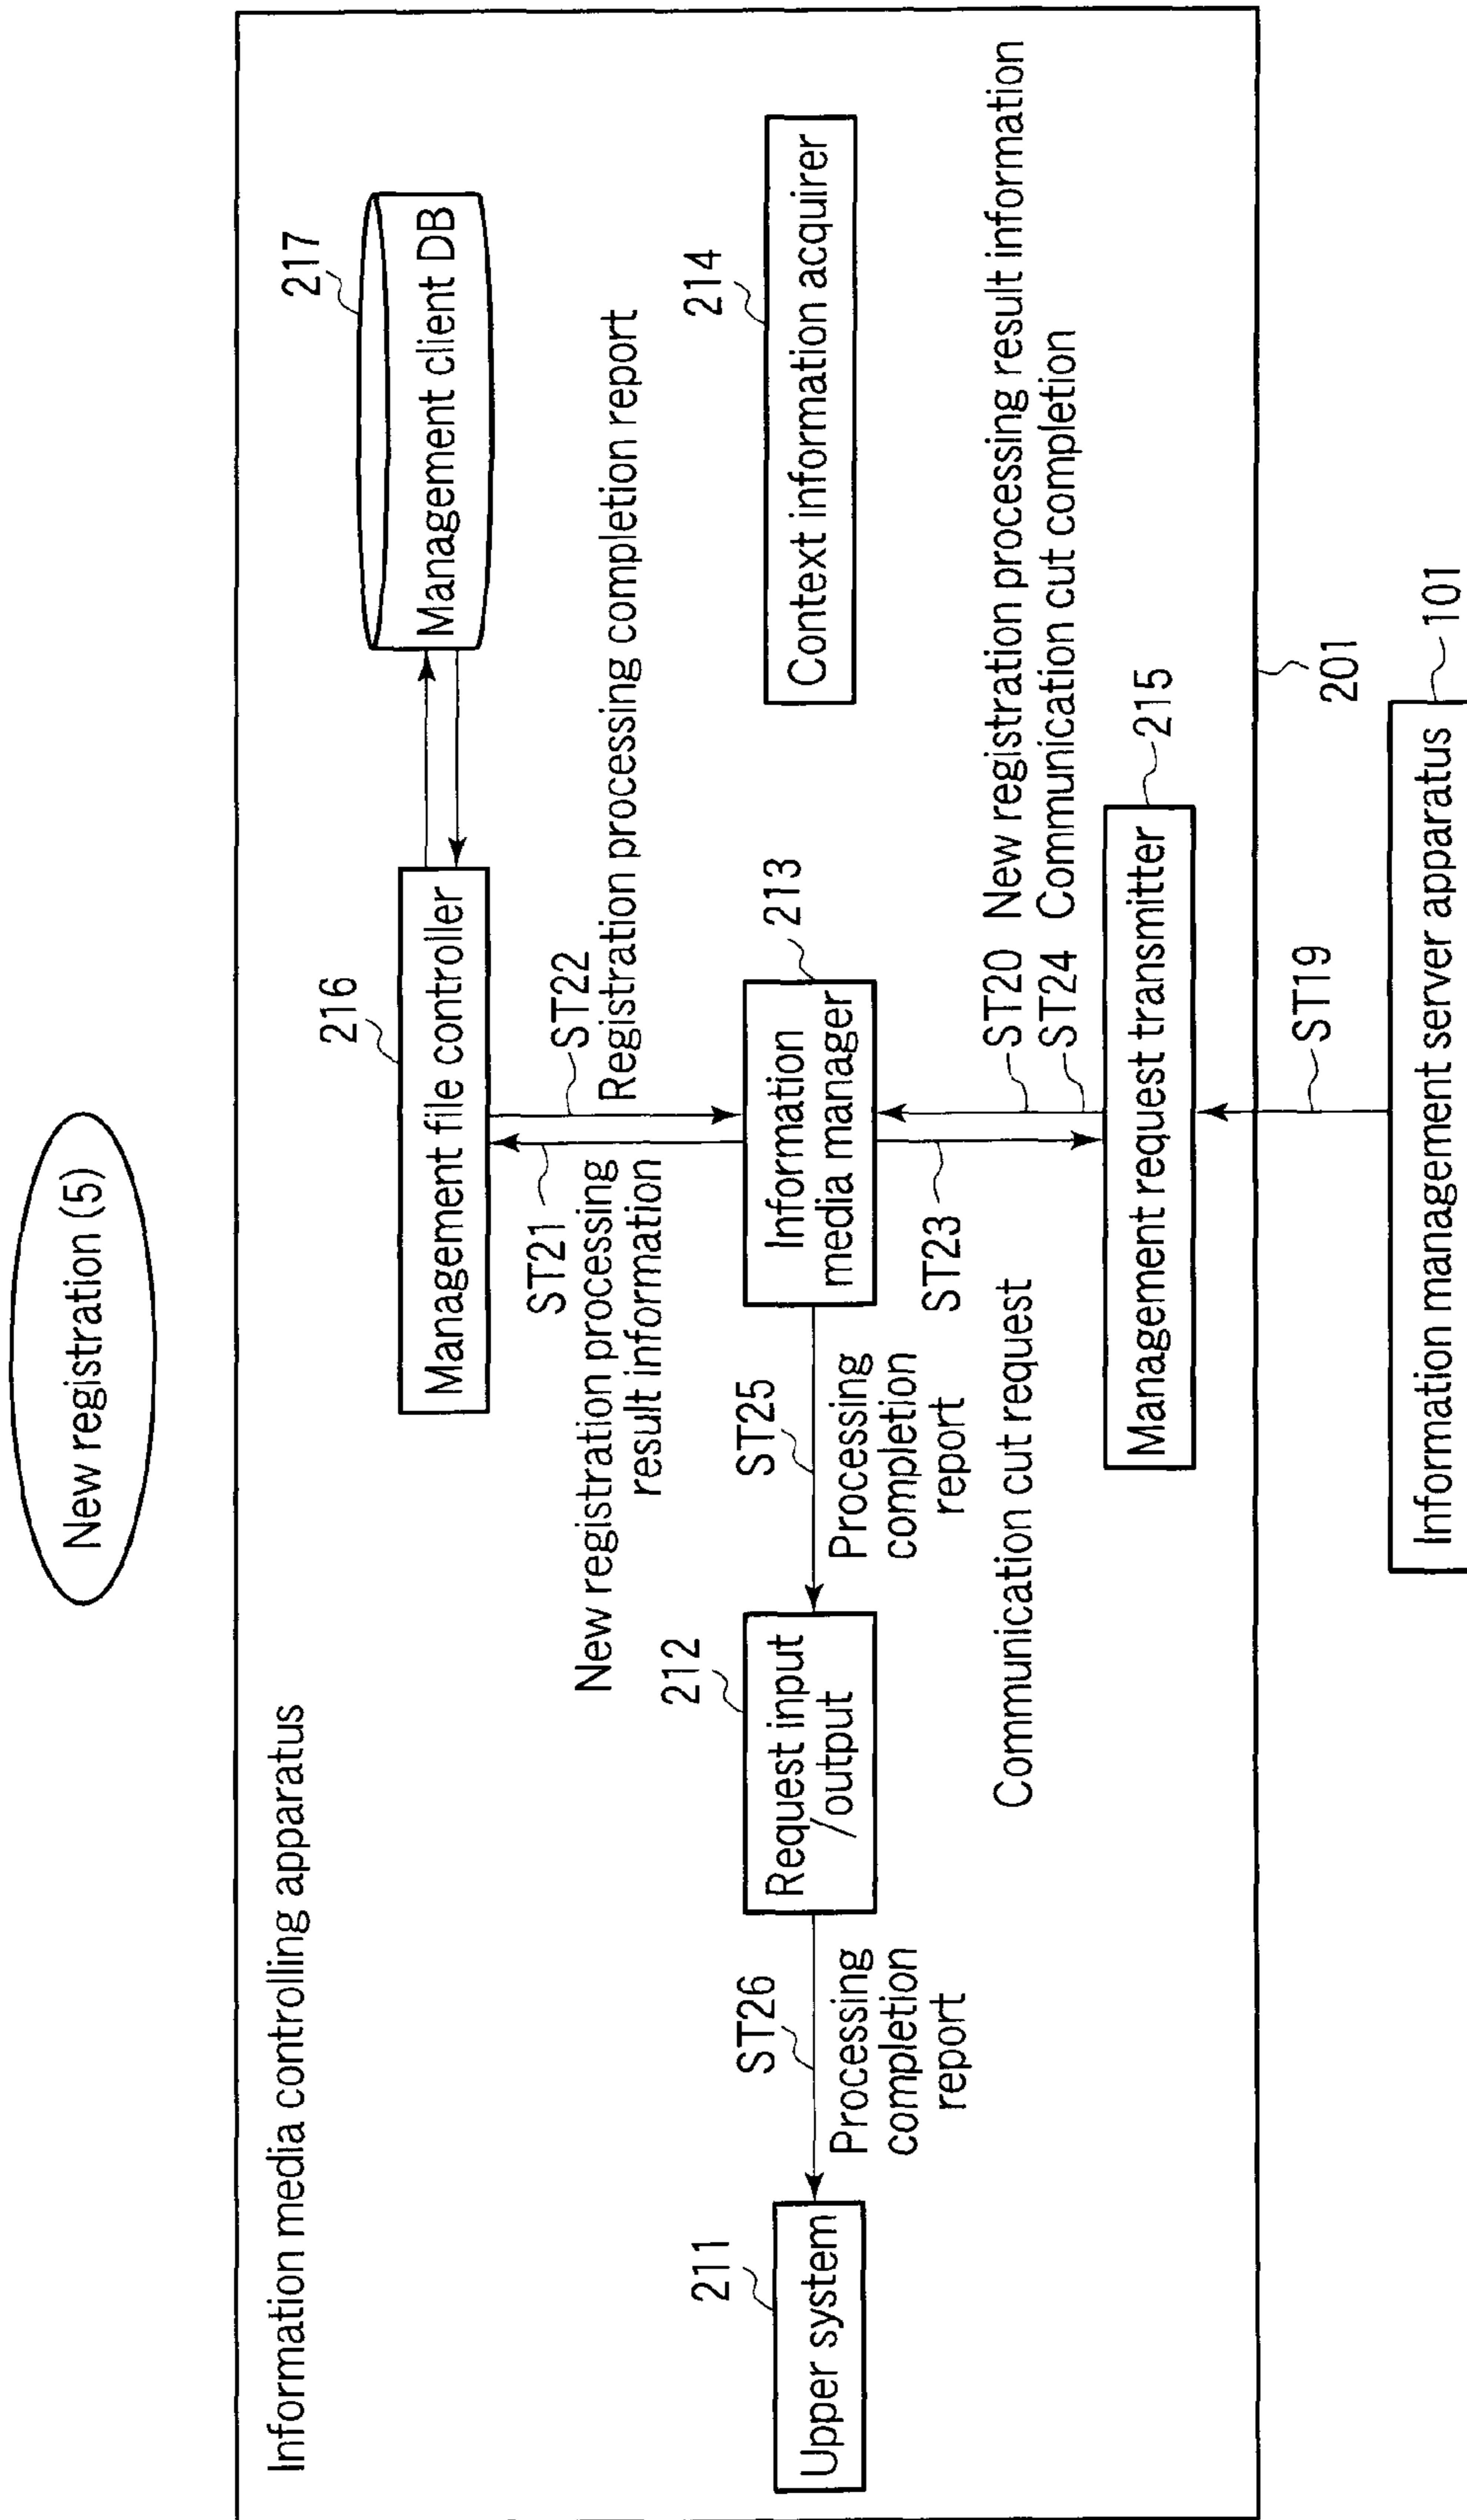 New registration (5)
Information media controlling apparatus
216
Management file controller
217
Management client DB
ST21
New registration processing
result information
ST22
Registration processing completion report
211
Upper system
ST26
Processing
completion
report
212
Request input
/output
ST25
Processing
completion
report
213
Information
media manager
214
Context information acquirer
ST23
Communication cut request
ST20 New registration processing result information
ST24 Communication cut completion
215
Management request transmitter
201
ST19
101
Information management server apparatus